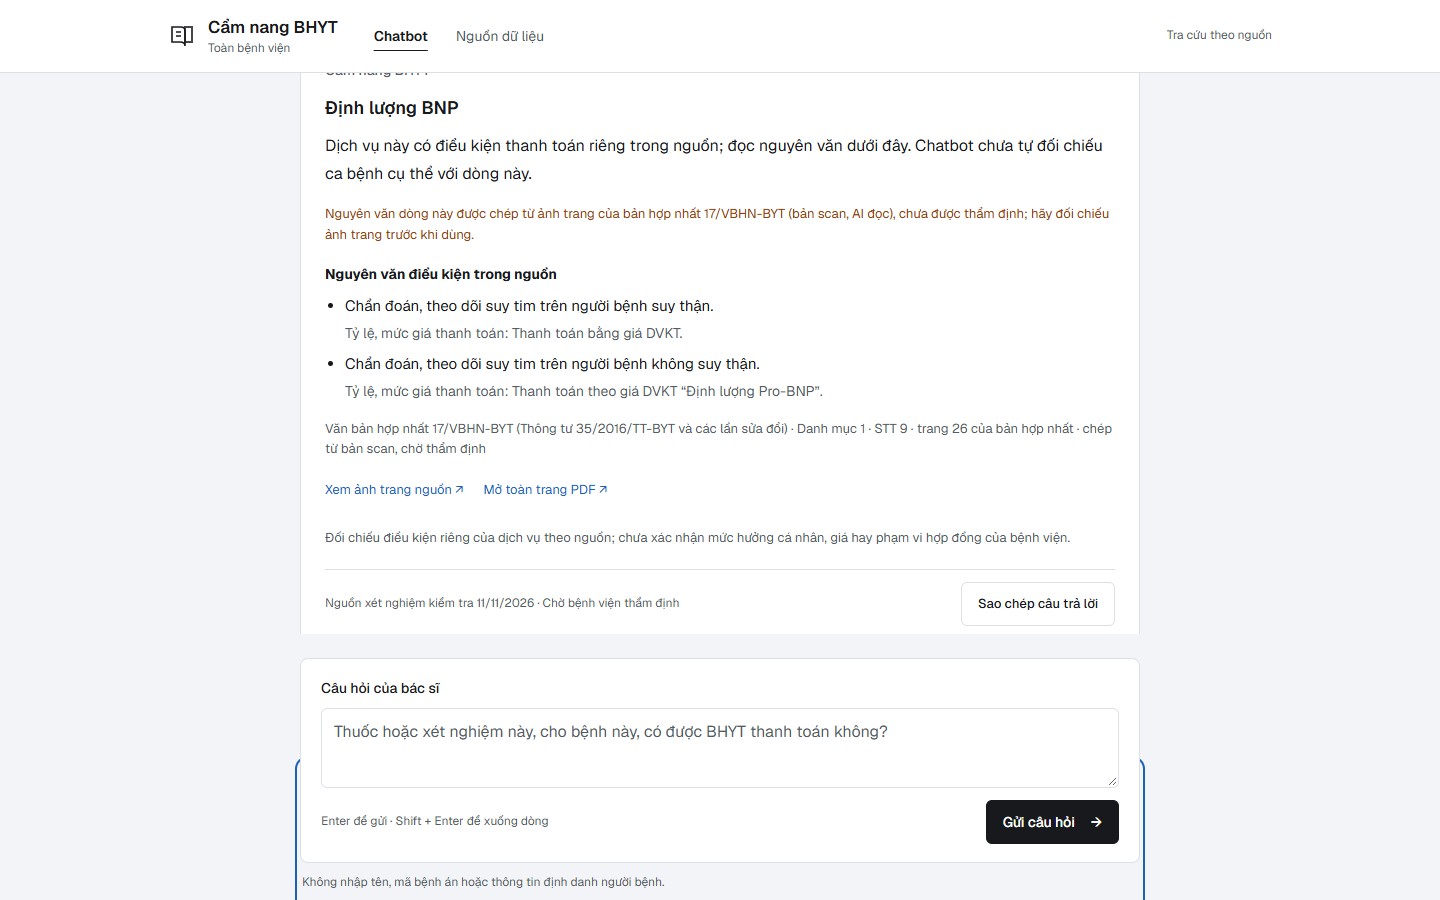 Cẩm nang BHYT
Toàn bệnh viện
Chatbot
Nguồn dữ liệu
Tra cứu theo nguồn
Định lượng BNP
Dịch vụ này có điều kiện thanh toán riêng trong nguồn; đọc nguyên văn dưới đây. Chatbot chưa tự đối chiếu
ca bệnh cụ thể với dòng này.
Nguyên văn dòng này được chép từ ảnh trang của bản hợp nhất 17/VBHN-BYT (bản scan, AI đọc), chưa được thẩm định; hãy đối chiếu
ảnh trang trước khi dùng.
Nguyên văn điều kiện trong nguồn
• Chẩn đoán, theo dõi suy tim trên người bệnh suy thận.
Tỷ lệ, mức giá thanh toán: Thanh toán bằng giá DVKT.
• Chẩn đoán, theo dõi suy tim trên người bệnh không suy thận.
Tỷ lệ, mức giá thanh toán: Thanh toán theo giá DVKT “Định lượng Pro-BNP”.
Văn bản hợp nhất 17/VBHN-BYT (Thông tư 35/2016/TT-BYT và các lần sửa đổi) · Danh mục 1 · STT 9 · trang 26 của bản hợp nhất · chép
từ bản scan, chờ thẩm định
Xem ảnh trang nguồn ↗ Mở toàn trang PDF ↗
Đối chiếu điều kiện riêng của dịch vụ theo nguồn; chưa xác nhận mức hưởng cá nhân, giá hay phạm vi hợp đồng của bệnh viện.
Nguồn xét nghiệm kiểm tra 11/11/2026 · Chờ bệnh viện thẩm định
Sao chép câu trả lời
Câu hỏi của bác sĩ
Thuốc hoặc xét nghiệm này, cho bệnh này, có được BHYT thanh toán không?
Enter để gửi · Shift + Enter để xuống dòng
Gửi câu hỏi →
Không nhập tên, mã bệnh án hoặc thông tin định danh người bệnh.